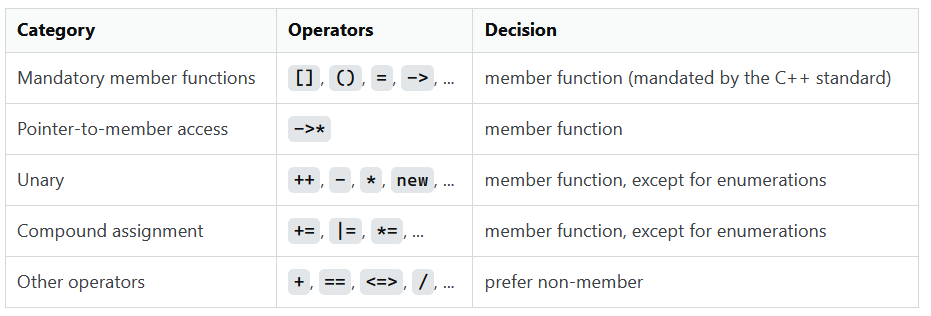 Category Operators Decision
Mandatory member functions [], (), =, ->, ... member function (mandated by the C++ standard)
Pointer-to-member access ->* member function
Unary ++, -, *, new, ... member function, except for enumerations
Compound assignment +=, |=, *=, ... member function, except for enumerations
Other operators +, ==, <=>, /, ... prefer non-member